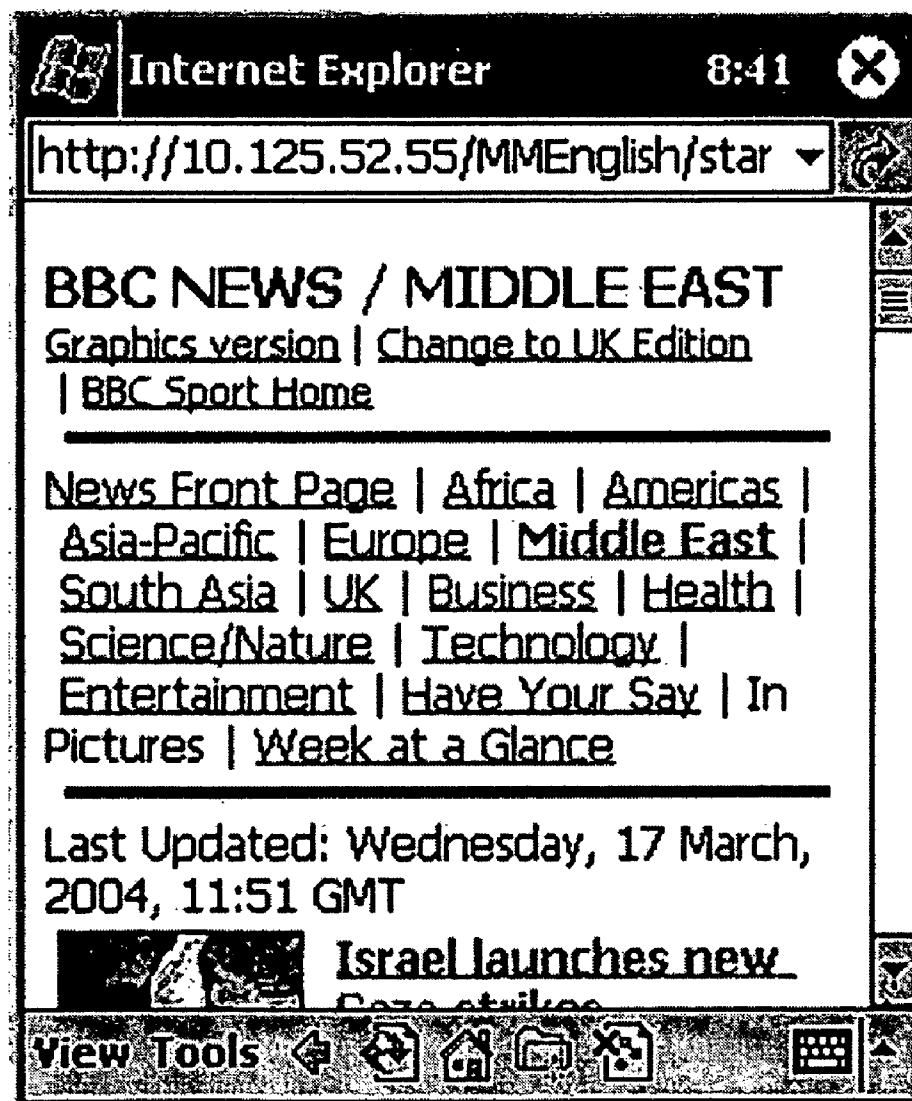 Internet Explorer 8:41
http://10.125.52.55/MMEnglish/star
BBC NEWS / MIDDLE EAST
Graphics version | Change to UK Edition
| BBC Sport Home
News Front Page | Africa | Americas |
Asia-Pacific | Europe | Middle East |
South Asia | UK | Business | Health |
Science/Nature | Technology |
Entertainment | Have Your Say | In
Pictures | Week at a Glance
Last Updated: Wednesday, 17 March,
2004, 11:51 GMT
Israel launches new
Gaza strikes
View Tools